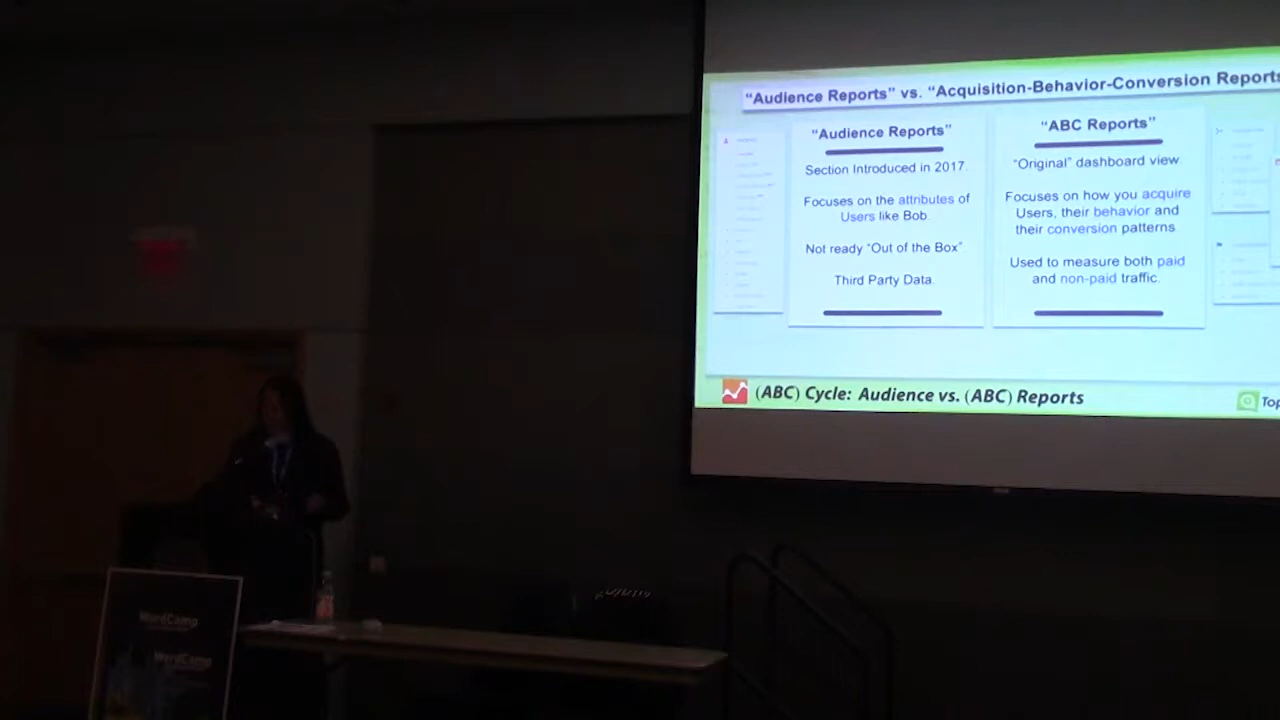 "Audience Reports" vs. "Acquisition-Behavior-Conversion Reports
"Audience Reports"
Section Introduced in 2017.
Focuses on the attributes of
Users like Bob.
Not ready "Out of the Box".
Third Party Data.
"ABC Reports"
"Original" dashboard view
Focuses on how you acquire
Users, their behavior and
their conversion patterns
Used to measure both paid
and non-paid traffic.
(ABC) Cycle: Audience vs. (ABC) Reports
Top
WordCamp
WordCamp